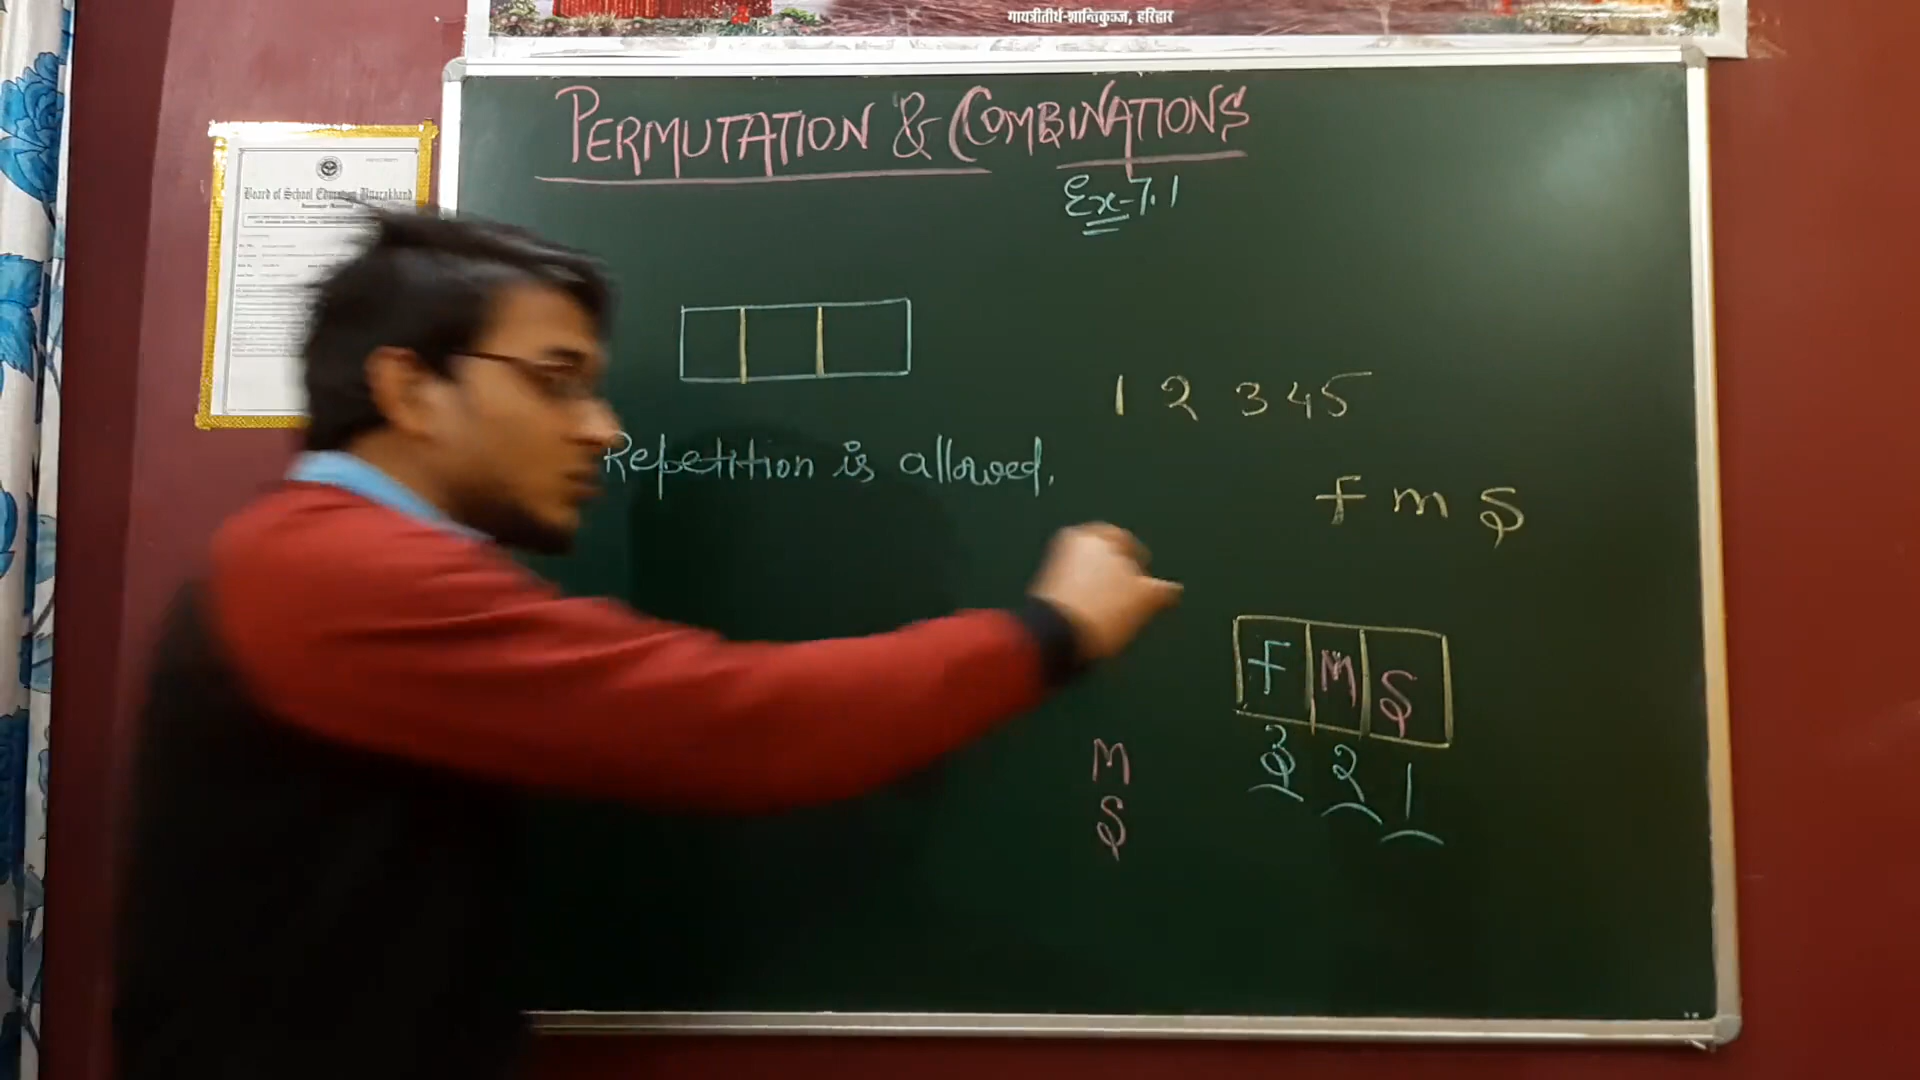 गायत्रीतीर्थ-शान्तिकुञ्ज, हरिद्वार
PERMUTATION & COMBINATIONS
Ex-7.1
Board of School Education Uttarakhand
1 2 3 4 5
Repetition is allowed.
F m S
F M S
3 2 1
M
S